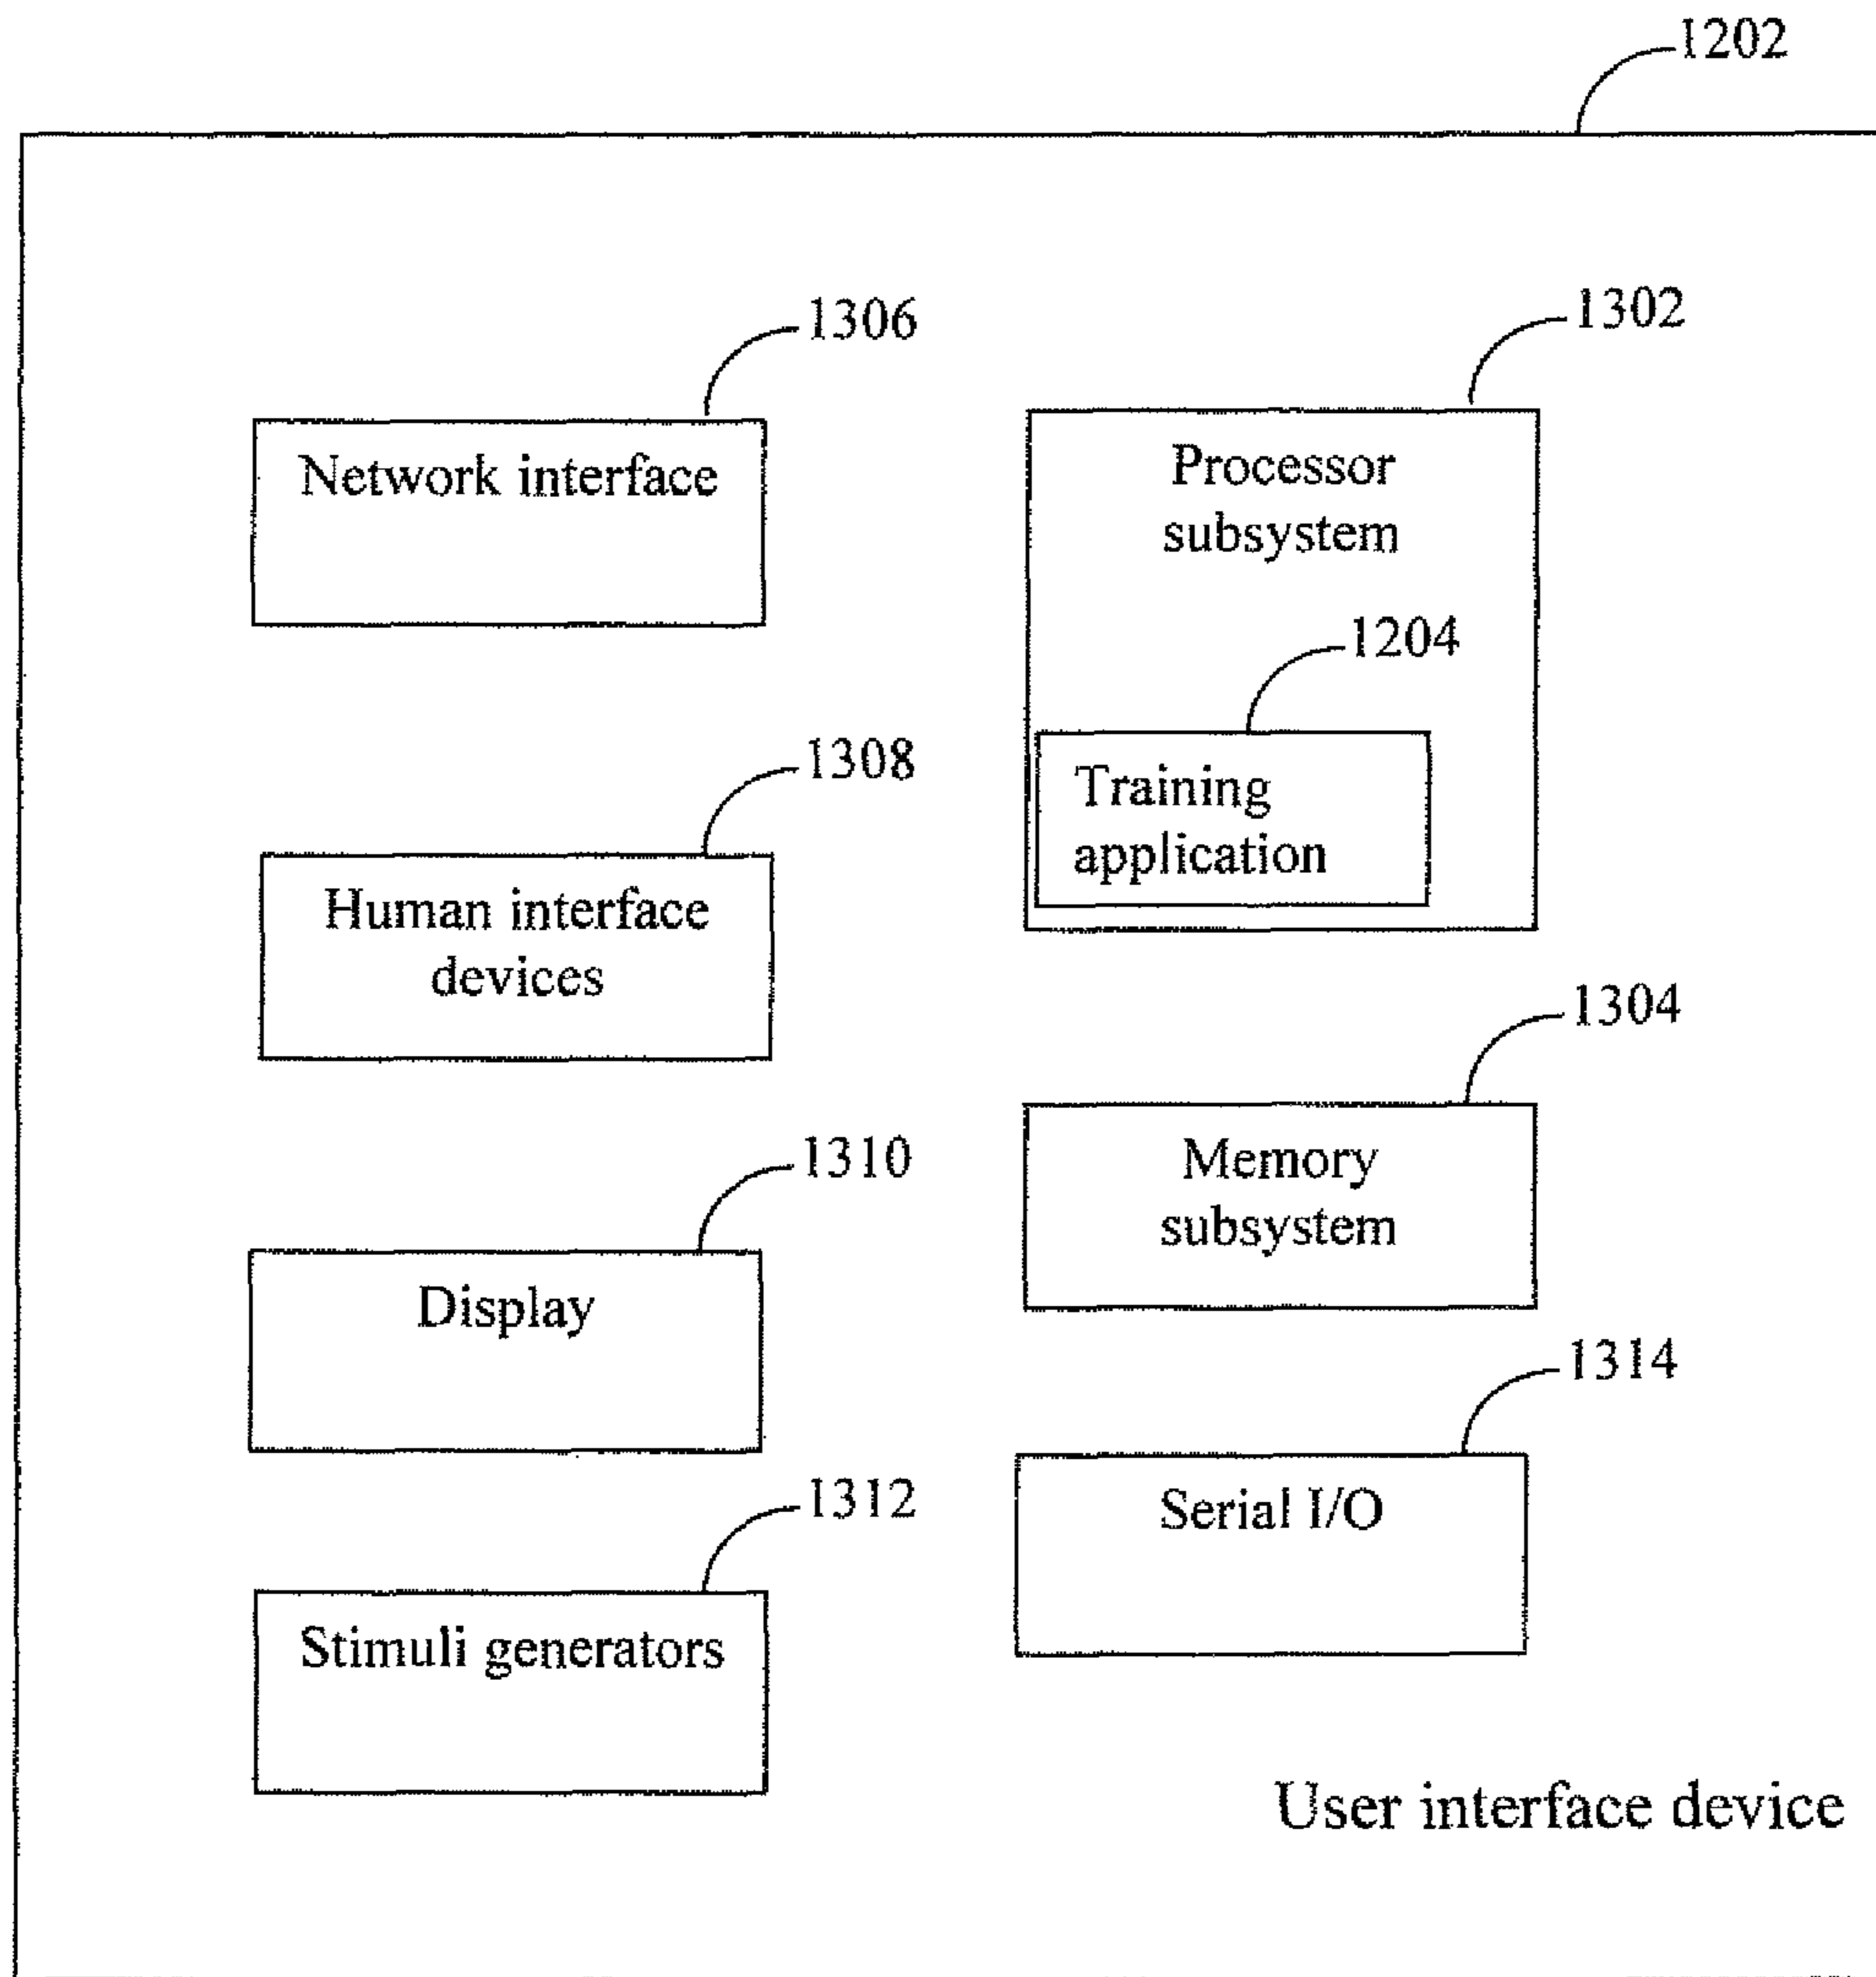 1202
1306
Network interface
1302
Processor
subsystem
1204
Training
application
1308
Human interface
devices
1304
Memory
subsystem
1310
Display
1314
Serial I/O
1312
Stimuli generators
User interface device